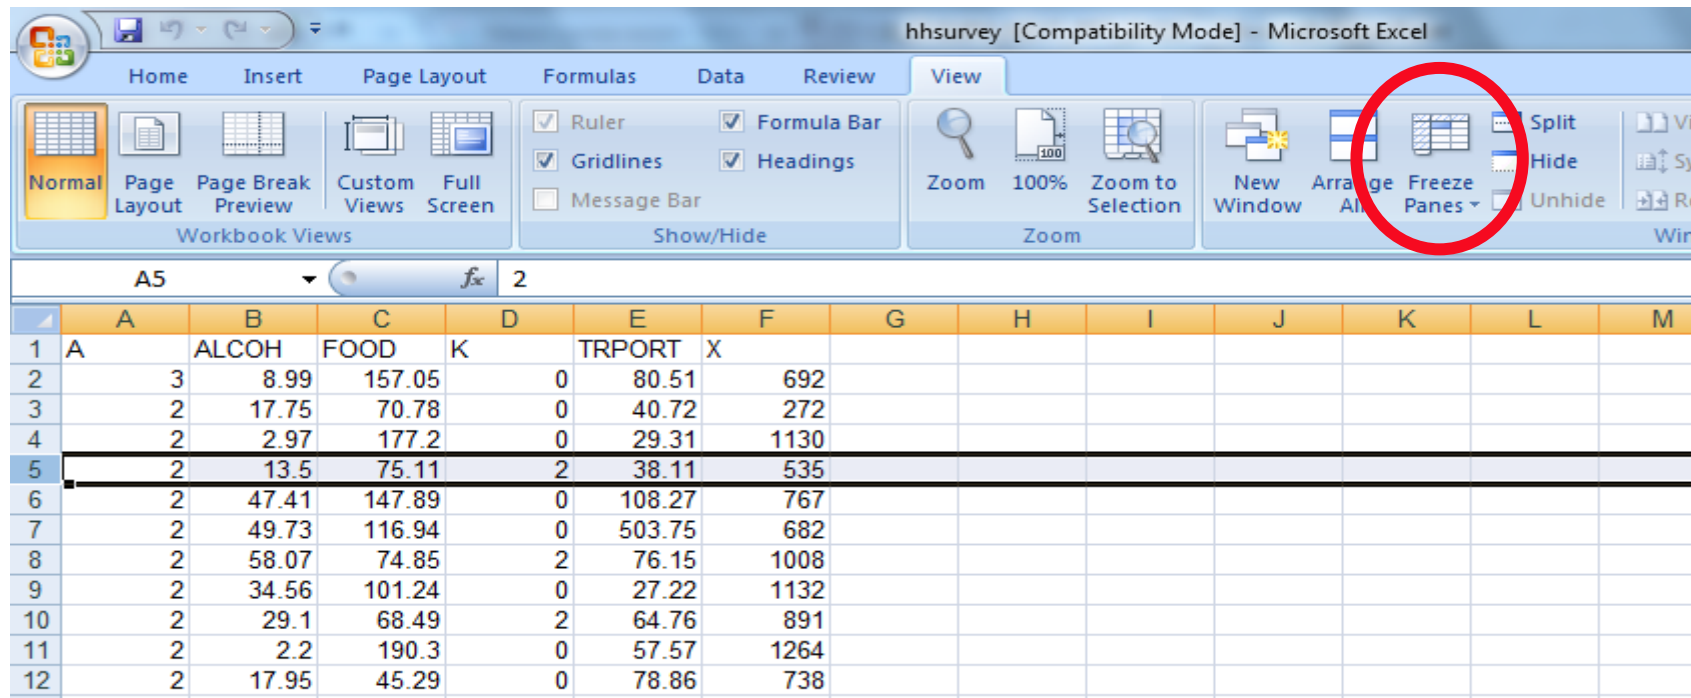 hhsurvey [Compatibility Mode] - Microsoft Excel
Home Insert Page Layout Formulas Data Review View
Normal Page Layout Page Break Preview Custom Views Full Screen
Workbook Views
Ruler Formula Bar
Gridlines Headings
Message Bar
Show/Hide
Zoom 100% Zoom to Selection
Zoom
New Window Arrange All Freeze Panes
Split
Hide
Unhide
A5 fx 2
A B C D E F G H I J K L M
1 A ALCOH FOOD K TRPORT X
2 3 8.99 157.05 0 80.51 692
3 2 17.75 70.78 0 40.72 272
4 2 2.97 177.2 0 29.31 1130
5 2 13.5 75.11 2 38.11 535
6 2 47.41 147.89 0 108.27 767
7 2 49.73 116.94 0 503.75 682
8 2 58.07 74.85 2 76.15 1008
9 2 34.56 101.24 0 27.22 1132
10 2 29.1 68.49 2 64.76 891
11 2 2.2 190.3 0 57.57 1264
12 2 17.95 45.29 0 78.86 738